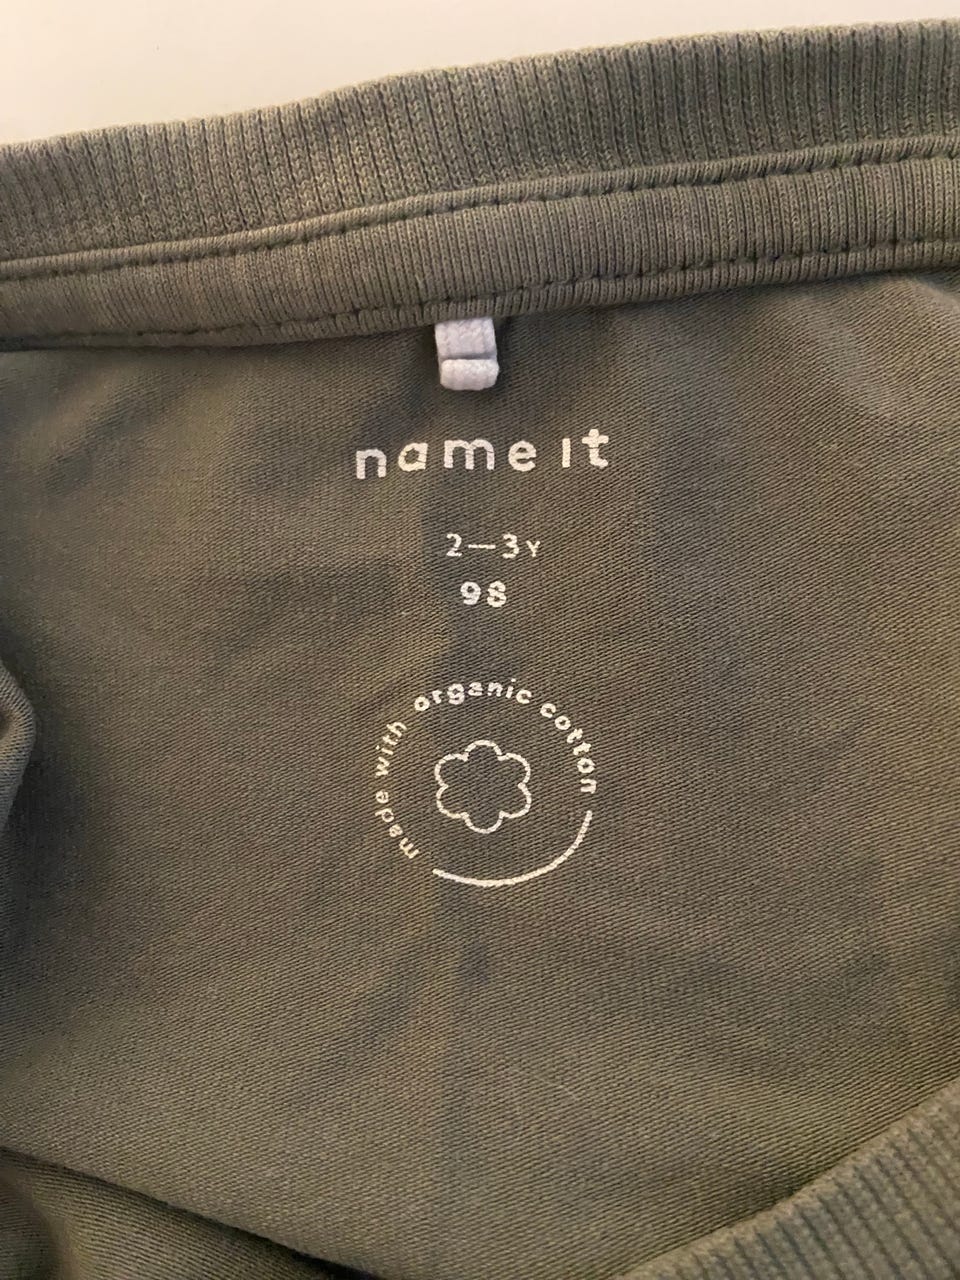 name it
2—3Y
98
made with organic cotton